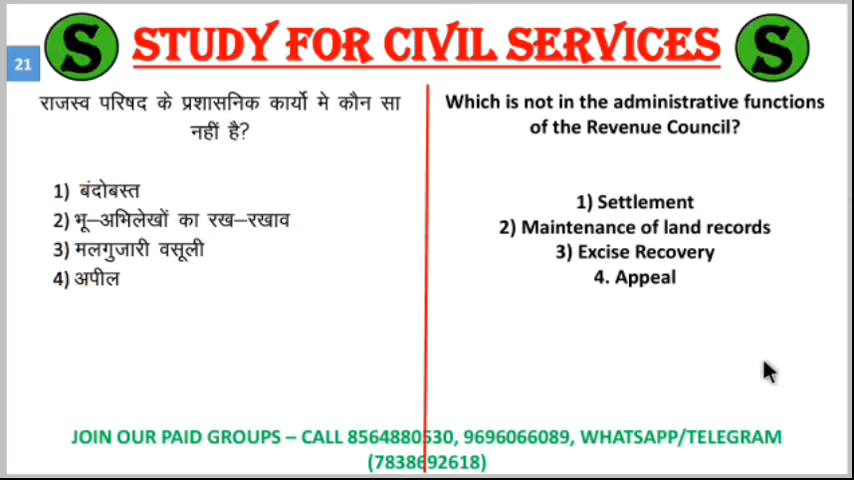 S STUDY FOR CIVIL SERVICES S
21
राजस्व परिषद के प्रशासनिक कार्यो मे कौन सा
नहीं है?
1) बंदोबस्त
2) भू–अभिलेखों का रख–रखाव
3) मलगुजारी वसूली
4) अपील
Which is not in the administrative functions
of the Revenue Council?
1) Settlement
2) Maintenance of land records
3) Excise Recovery
4. Appeal
JOIN OUR PAID GROUPS – CALL 8564880530, 9696066089, WHATSAPP/TELEGRAM
(7838692618)